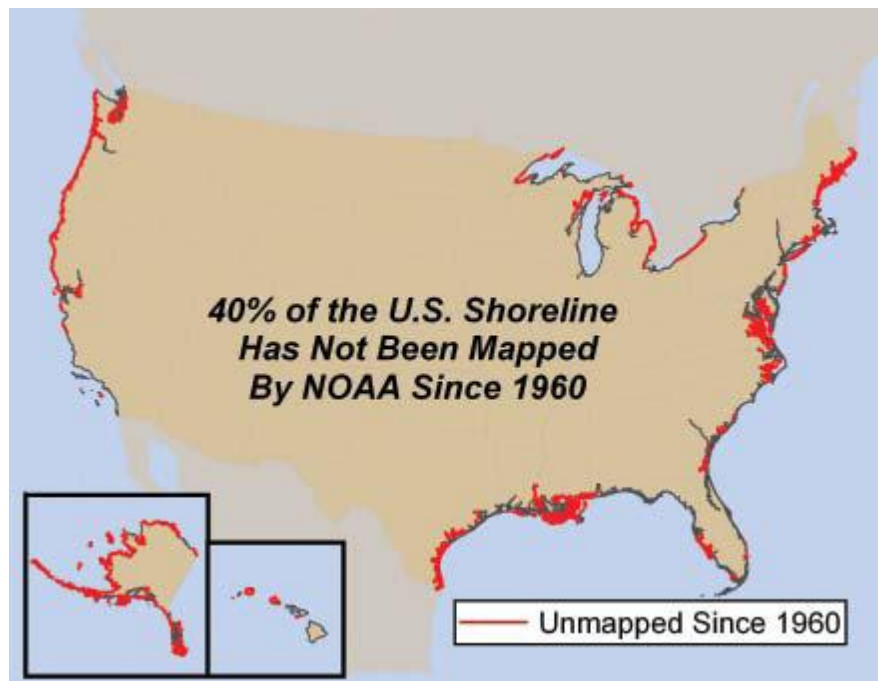 40% of the U.S. Shoreline
Has Not Been Mapped
By NOAA Since 1960
Unmapped Since 1960